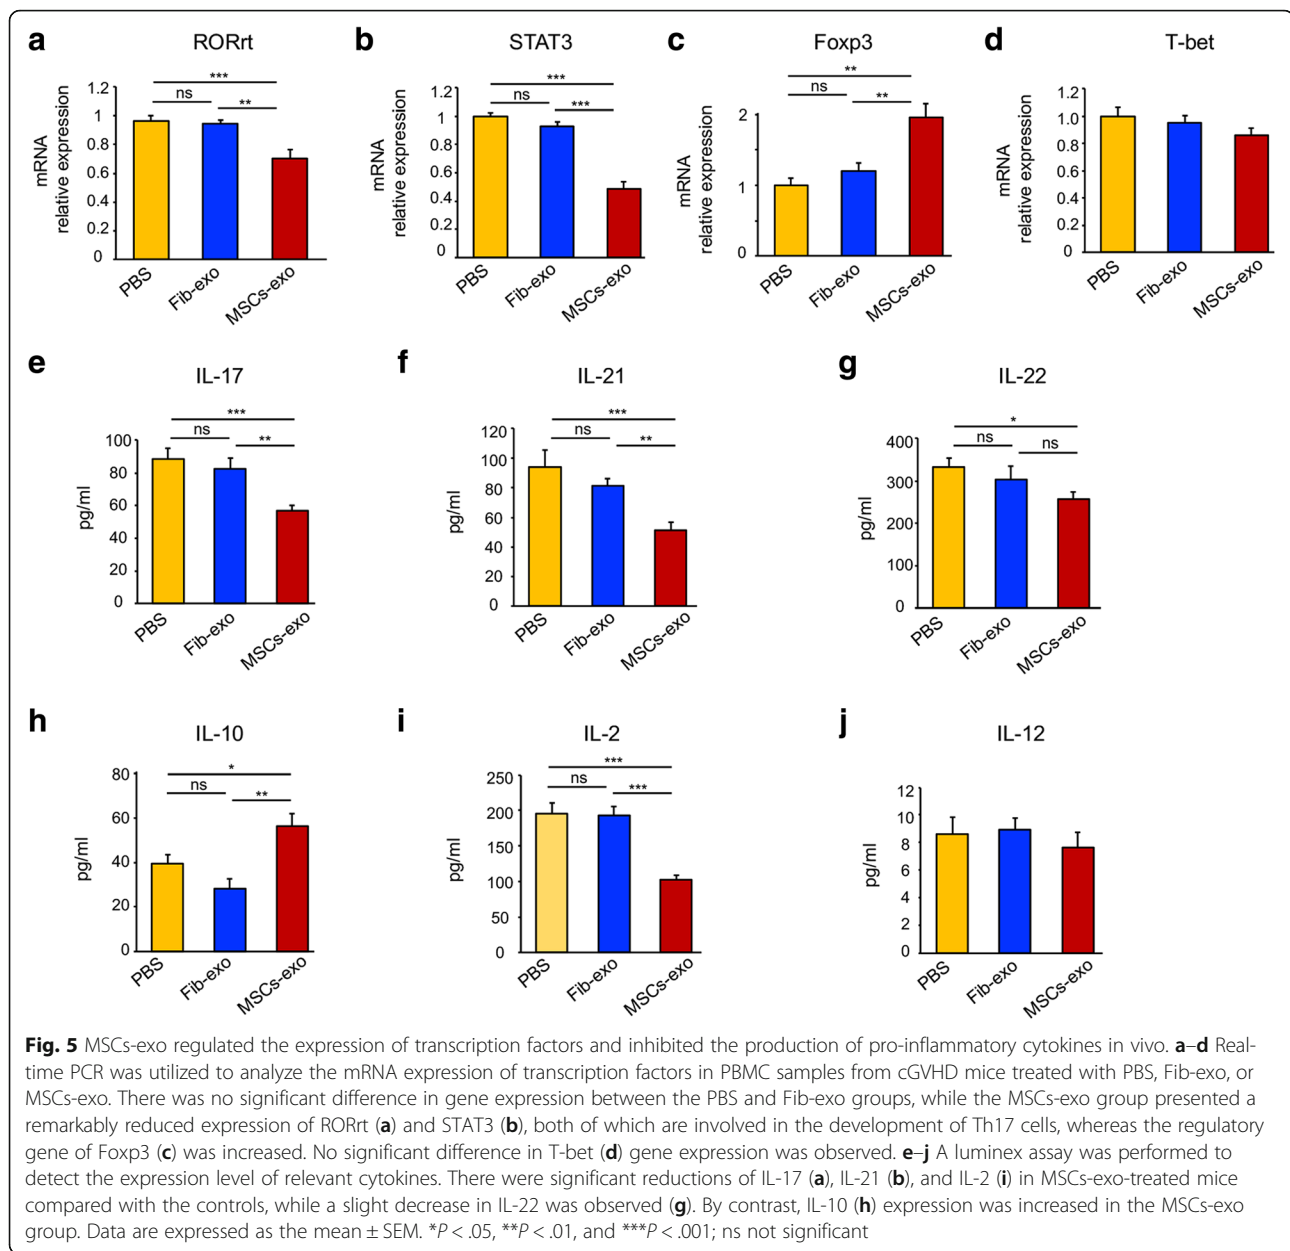 a
RORrt
***
ns
**
1.2
1
0.8
0.6
0.4
0.2
0
mRNA
relative expression
PBS
Fib-exo
MSCs-exo
b
STAT3
***
ns
***
1.2
1
0.8
0.6
0.4
0.2
0
mRNA
relative expression
PBS
Fib-exo
MSCs-exo
c
Foxp3
**
ns
**
2
1
0
mRNA
relative expression
PBS
Fib-exo
MSCs-exo
d
T-bet
1.2
1.0
0.8
0.6
0.4
0.2
0
mRNA
relative expression
PBS
Fib-exo
MSCs-exo
e
IL-17
***
ns
**
100
80
60
40
20
0
pg/ml
PBS
Fib-exo
MSCs-exo
f
IL-21
***
ns
**
120
100
80
60
40
20
0
pg/ml
PBS
Fib-exo
MSCs-exo
g
IL-22
*
ns
ns
400
300
200
100
0
pg/ml
PBS
Fib-exo
MSCs-exo
h
IL-10
*
ns
**
80
60
40
20
0
pg/ml
PBS
Fib-exo
MSCs-exo
i
IL-2
***
ns
***
250
200
150
100
50
0
pg/ml
PBS
Fib-exo
MSCs-exo
j
IL-12
12
10
8
6
4
2
0
pg/ml
PBS
Fib-exo
MSCs-exo
Fig. 5 MSCs-exo regulated the expression of transcription factors and inhibited the production of pro-inflammatory cytokines in vivo. a–d Real-
time PCR was utilized to analyze the mRNA expression of transcription factors in PBMC samples from cGVHD mice treated with PBS, Fib-exo, or
MSCs-exo. There was no significant difference in gene expression between the PBS and Fib-exo groups, while the MSCs-exo group presented a
remarkably reduced expression of RORrt (a) and STAT3 (b), both of which are involved in the development of Th17 cells, whereas the regulatory
gene of Foxp3 (c) was increased. No significant difference in T-bet (d) gene expression was observed. e–j A luminex assay was performed to
detect the expression level of relevant cytokines. There were significant reductions of IL-17 (a), IL-21 (b), and IL-2 (i) in MSCs-exo-treated mice
compared with the controls, while a slight decrease in IL-22 was observed (g). By contrast, IL-10 (h) expression was increased in the MSCs-exo
group. Data are expressed as the mean ± SEM. *P < .05, **P < .01, and ***P < .001; ns not significant